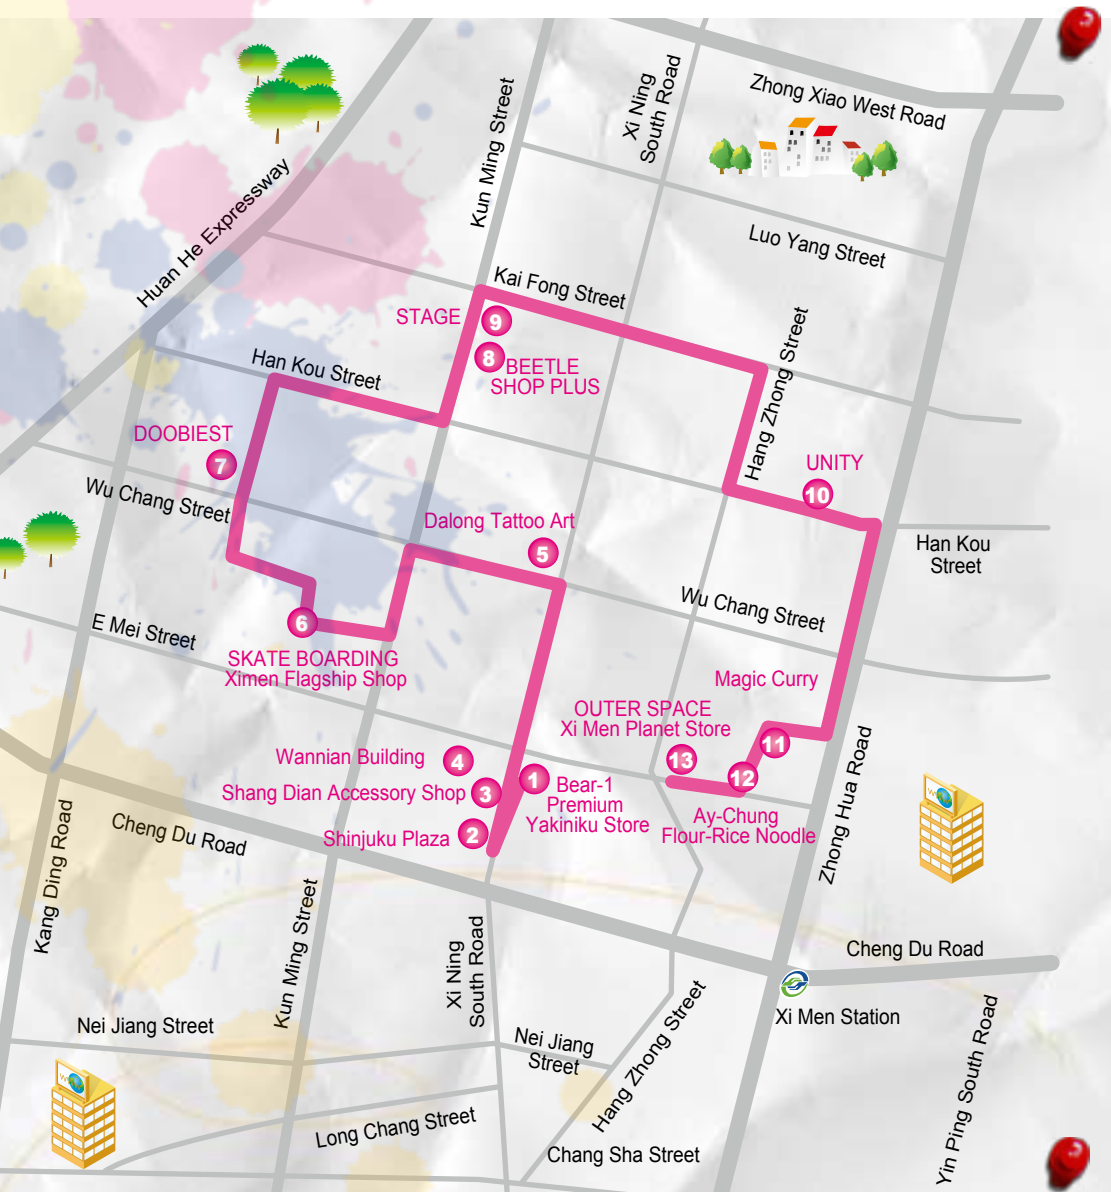 Zhong Xiao West Road
Xi Ning
South Road
Kun Ming Street
Huan He Expressway
Luo Yang Street
Kai Fong Street
STAGE
9
8
BEETLE
SHOP PLUS
Hang Zhong Street
Han Kou Street
DOOBIEST
7
UNITY
10
Wu Chang Street
Dalong Tattoo Art
5
Han Kou
Street
Wu Chang Street
E Mei Street
6
SKATE BOARDING
Ximen Flagship Shop
Magic Curry
11
OUTER SPACE
Xi Men Planet Store
13
12
Wannian Building
4
1
Bear-1
Premium
Yakiniku Store
Shang Dian Accessory Shop
3
Ay-Chung
Flour-Rice Noodle
Shinjuku Plaza
2
Zhong Hua Road
Cheng Du Road
Kang Ding Road
Kun Ming Street
Xi Ning
South Road
Cheng Du Road
Xi Men Station
Nei Jiang Street
Nei Jiang
Street
Hang Zhong Street
Yin Ping South Road
Long Chang Street
Chang Sha Street